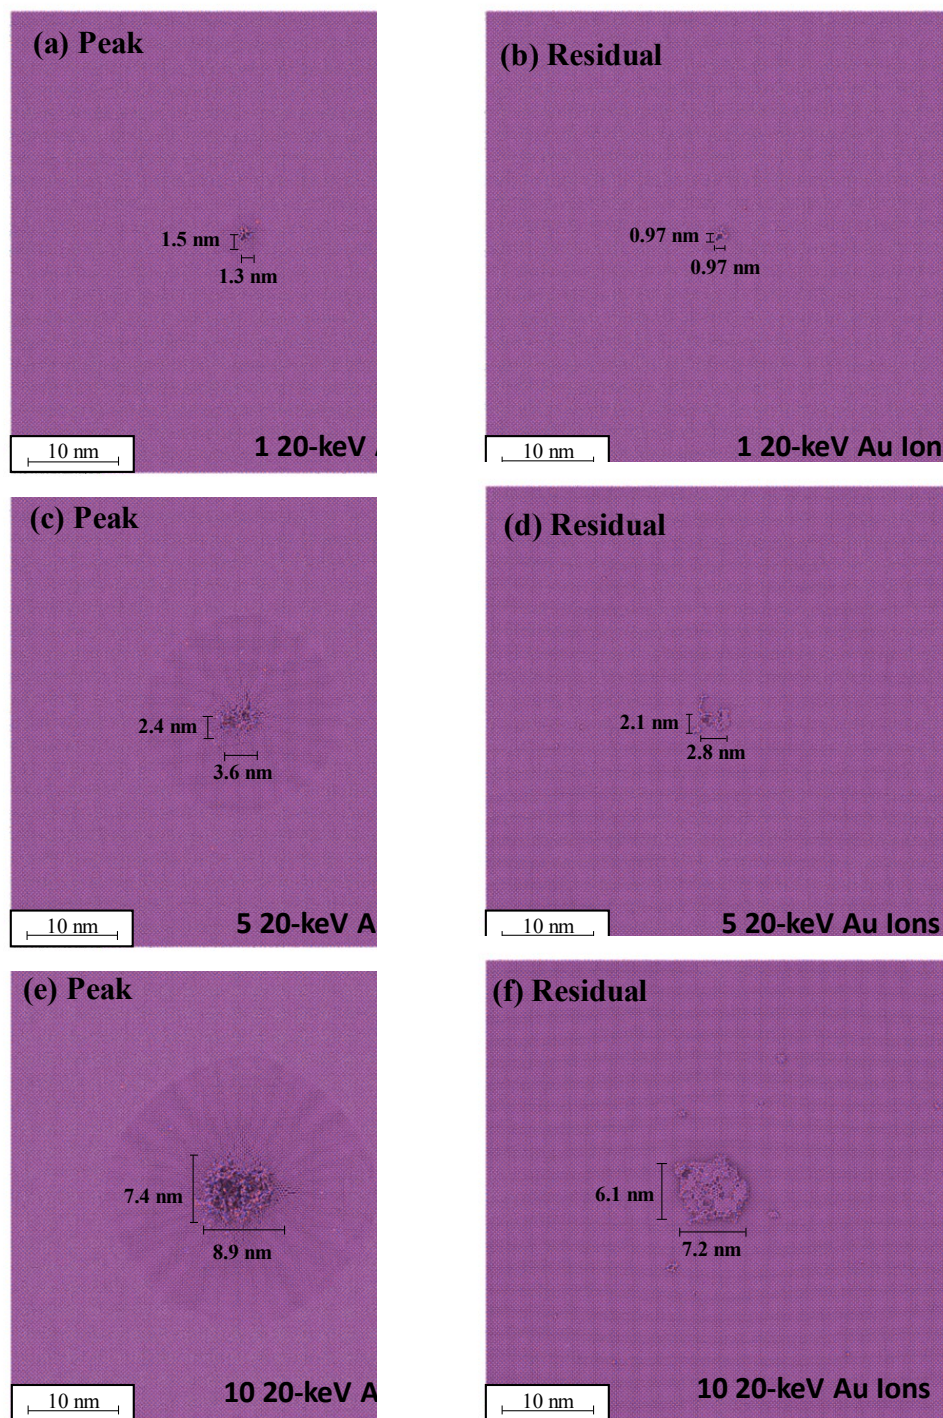 (a) Peak
1.5 nm
1.3 nm
10 nm
1 20-keV
(b) Residual
0.97 nm
0.97 nm
10 nm
1 20-keV Au Ion
(c) Peak
2.4 nm
3.6 nm
10 nm
5 20-keV A
(d) Residual
2.1 nm
2.8 nm
10 nm
5 20-keV Au Ions
(e) Peak
7.4 nm
8.9 nm
10 nm
10 20-keV A
(f) Residual
6.1 nm
7.2 nm
10 nm
10 20-keV Au Ions